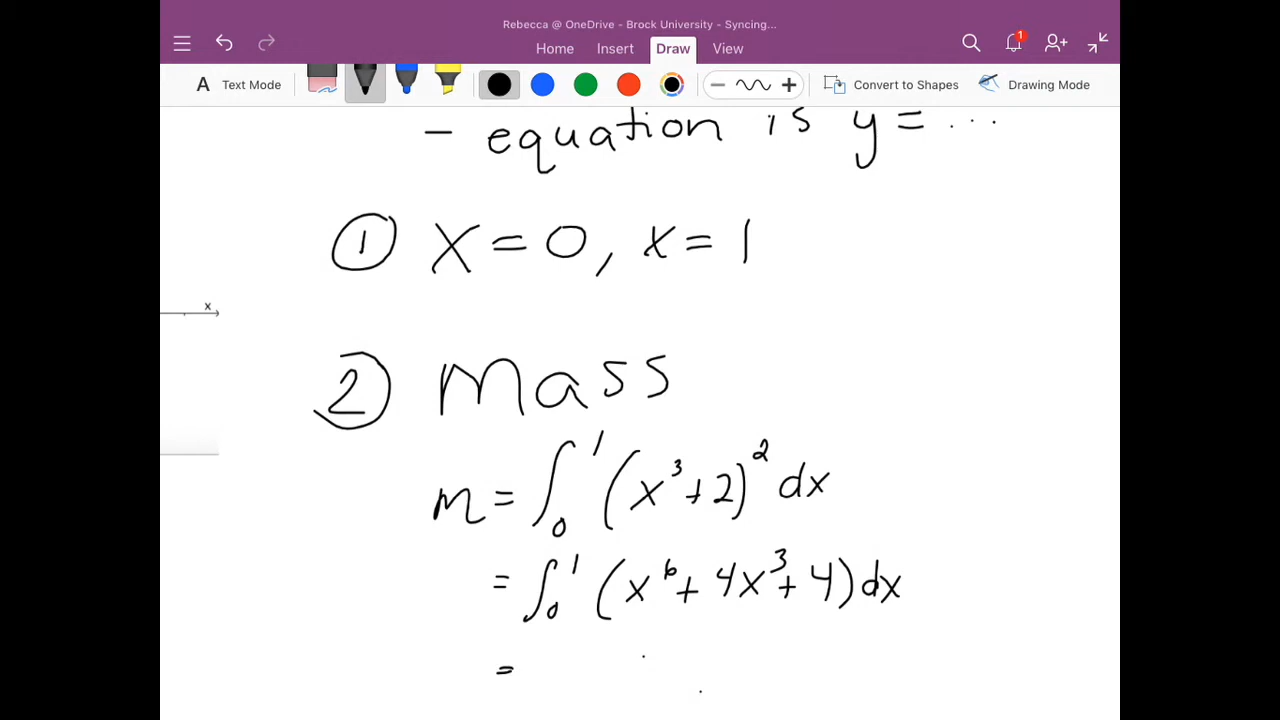 Rebecca @ OneDrive - Brock University - Syncing...
Home Insert Draw View 1
A Text Mode Convert to Shapes Drawing Mode
- equation is y = ...
① x = 0, x = 1
x
② Mass
m = ∫₀¹ (x³ + 2)² dx
= ∫₀¹ (x⁶ + 4x³ + 4) dx
=